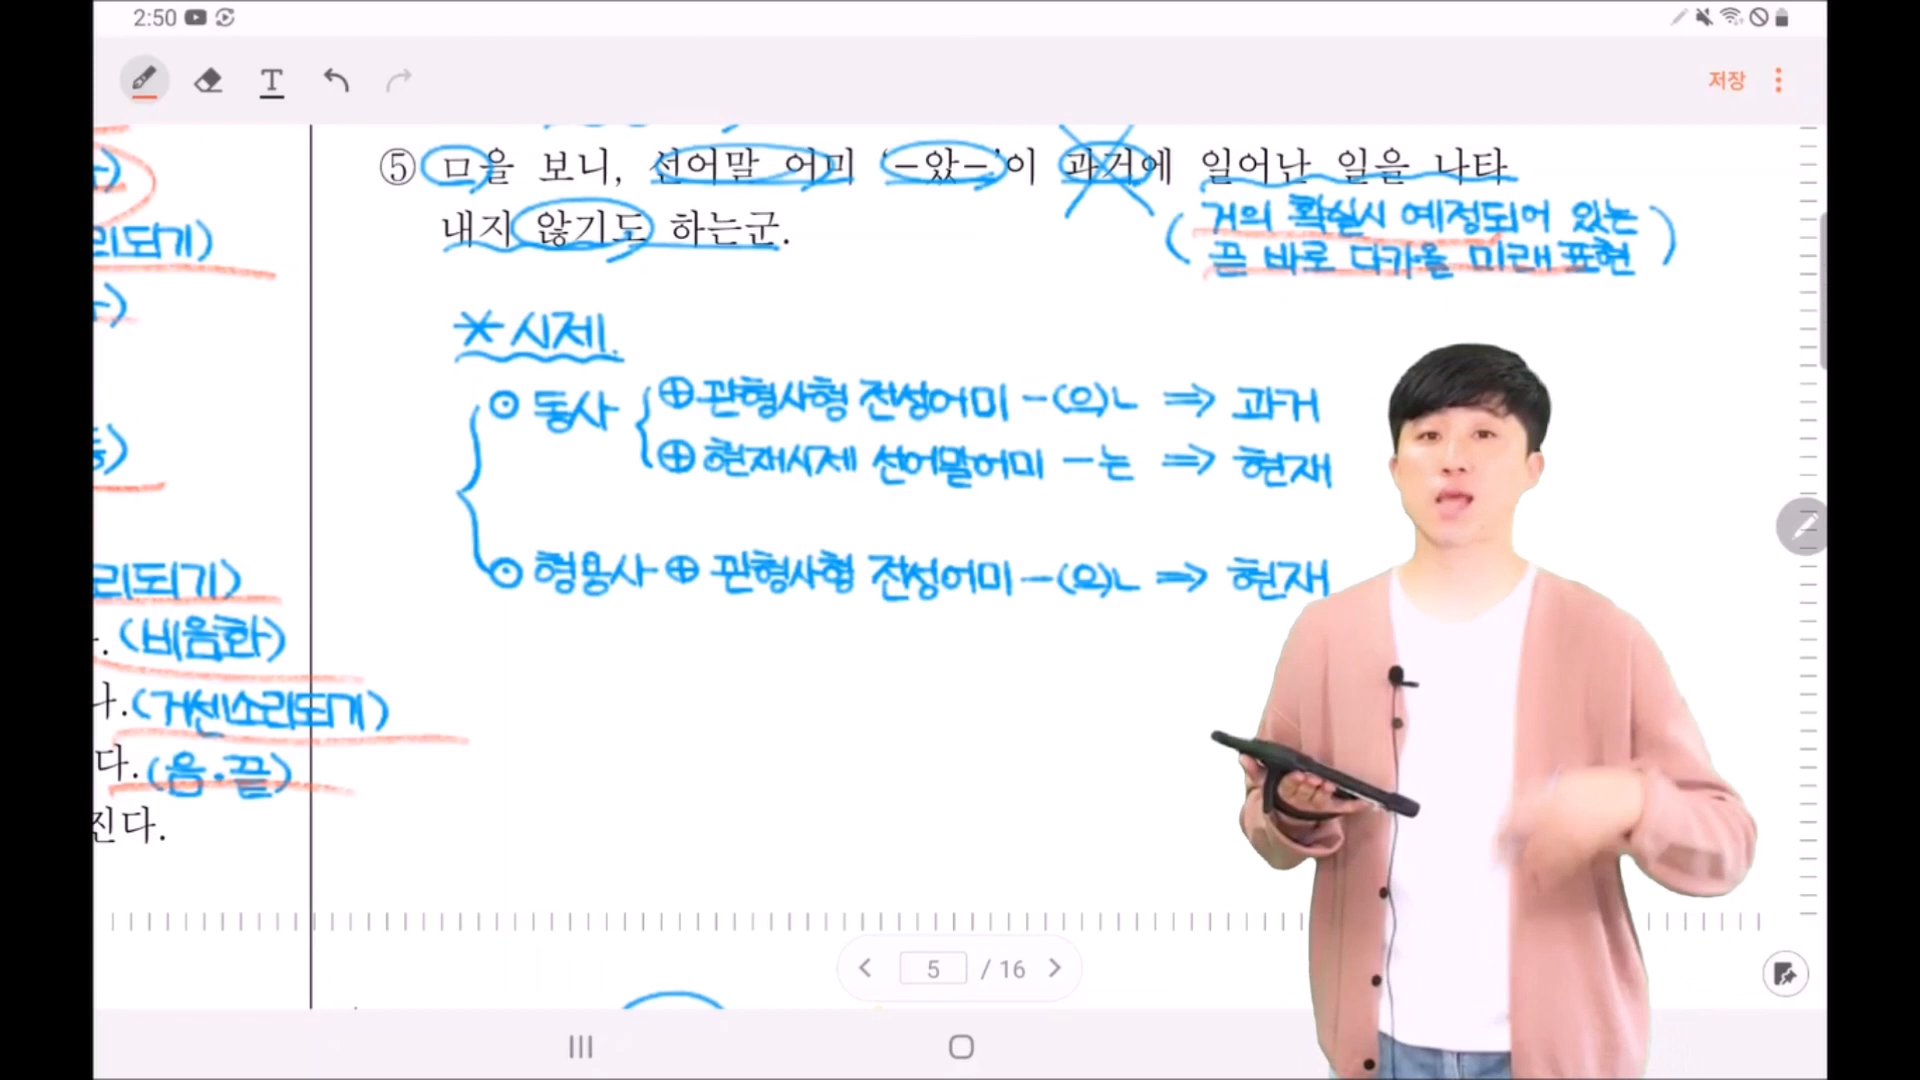 2:50
T
저장
⑤ ㅁ을 보니, 선어말 어미 ‘-았-’이 과거에 일어난 일을 나타
내지 않기도 하는군.
(거의 확실시 예정되어 있는
곧 바로 다가올 미래 표현)
리되기)
* 시제.
⊙ 동사 ⊕ 관형사형 전성어미 -(으)ㄴ ⇒ 과거
⊕ 현재시제 선어말어미 -는 ⇒ 현재
⊙ 형용사 ⊕ 관형사형 전성어미 -(으)ㄴ ⇒ 현재
리되기)
. (비음화)
나. (거센소리되기)
다. (음.끝)
진다.
5 / 16